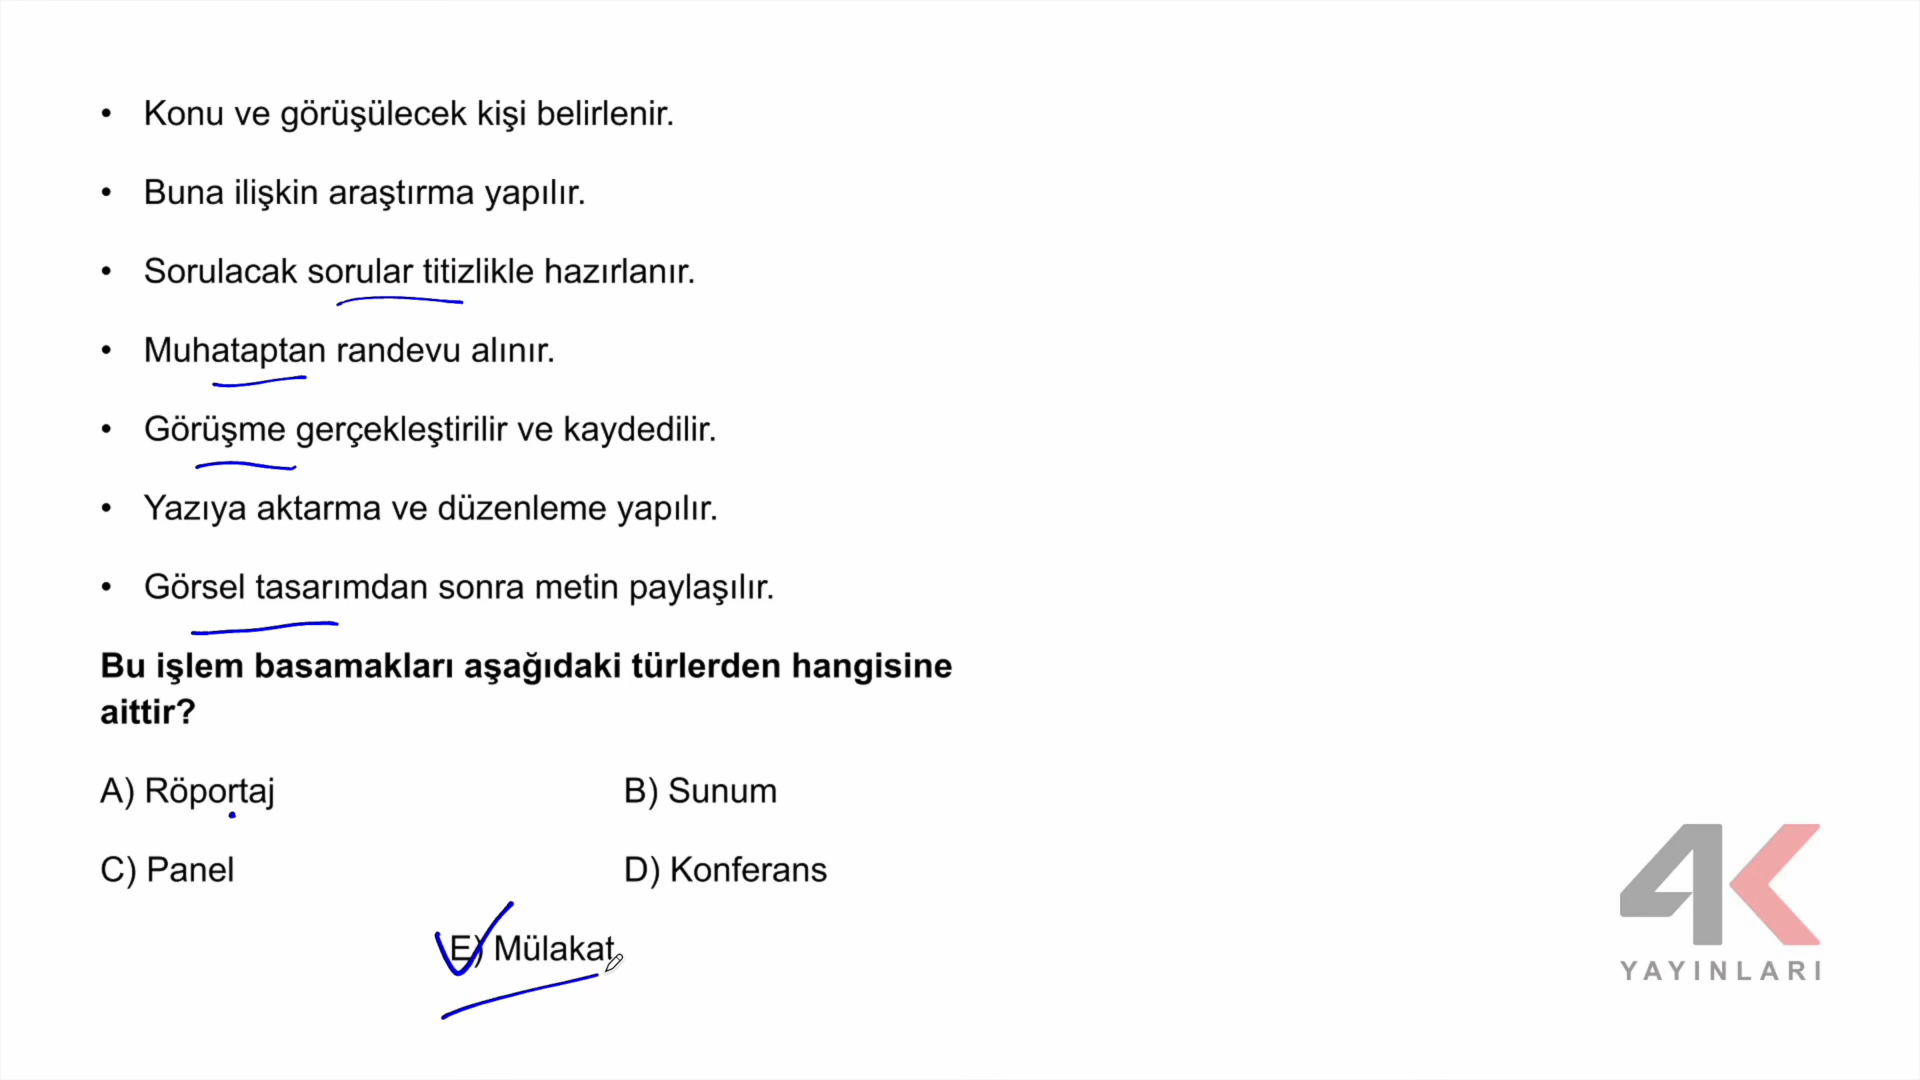 • Konu ve görüşülecek kişi belirlenir.
• Buna ilişkin araştırma yapılır.
• Sorulacak sorular titizlikle hazırlanır.
• Muhataptan randevu alınır.
• Görüşme gerçekleştirilir ve kaydedilir.
• Yazıya aktarma ve düzenleme yapılır.
• Görsel tasarımdan sonra metin paylaşılır.
Bu işlem basamakları aşağıdaki türlerden hangisine
aittir?
A) Röportaj B) Sunum
C) Panel D) Konferans
E) Mülakat
4K
YAYINLARI